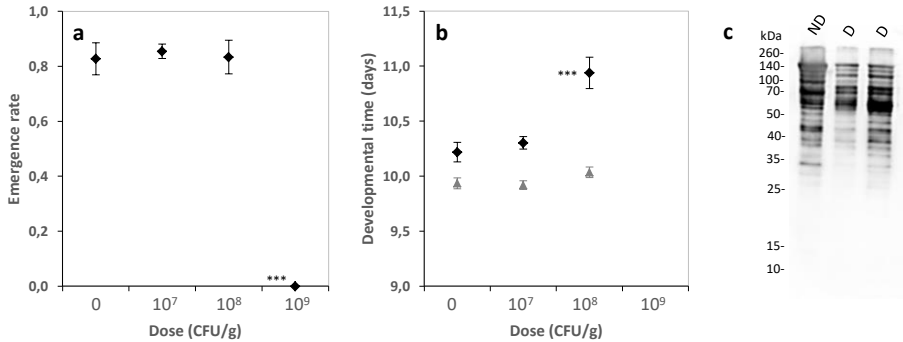 a
1,0
0,8
0,6
0,4
0,2
0,0
Emergence rate
***
0 10⁷ 10⁸ 10⁹
Dose (CFU/g)
b
11,5
11,0
10,5
10,0
9,5
9,0
Developmental time (days)
***
0 10⁷ 10⁸ 10⁹
Dose (CFU/g)
c
kDa ND D D
260-
140-
100-
70-
50-
40-
35-
25-
15-
10-